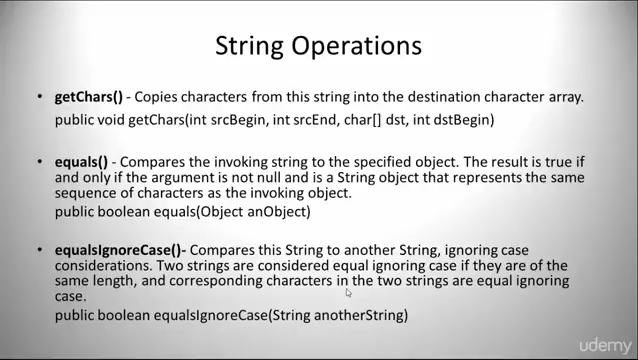 String Operations
• getChars() - Copies characters from this string into the destination character array.
public void getChars(int srcBegin, int srcEnd, char[] dst, int dstBegin)
• equals() - Compares the invoking string to the specified object. The result is true if
and only if the argument is not null and is a String object that represents the same
sequence of characters as the invoking object.
public boolean equals(Object anObject)
• equalsIgnoreCase()- Compares this String to another String, ignoring case
considerations. Two strings are considered equal ignoring case if they are of the
same length, and corresponding characters in the two strings are equal ignoring
case.
public boolean equalsIgnoreCase(String anotherString)
udemy